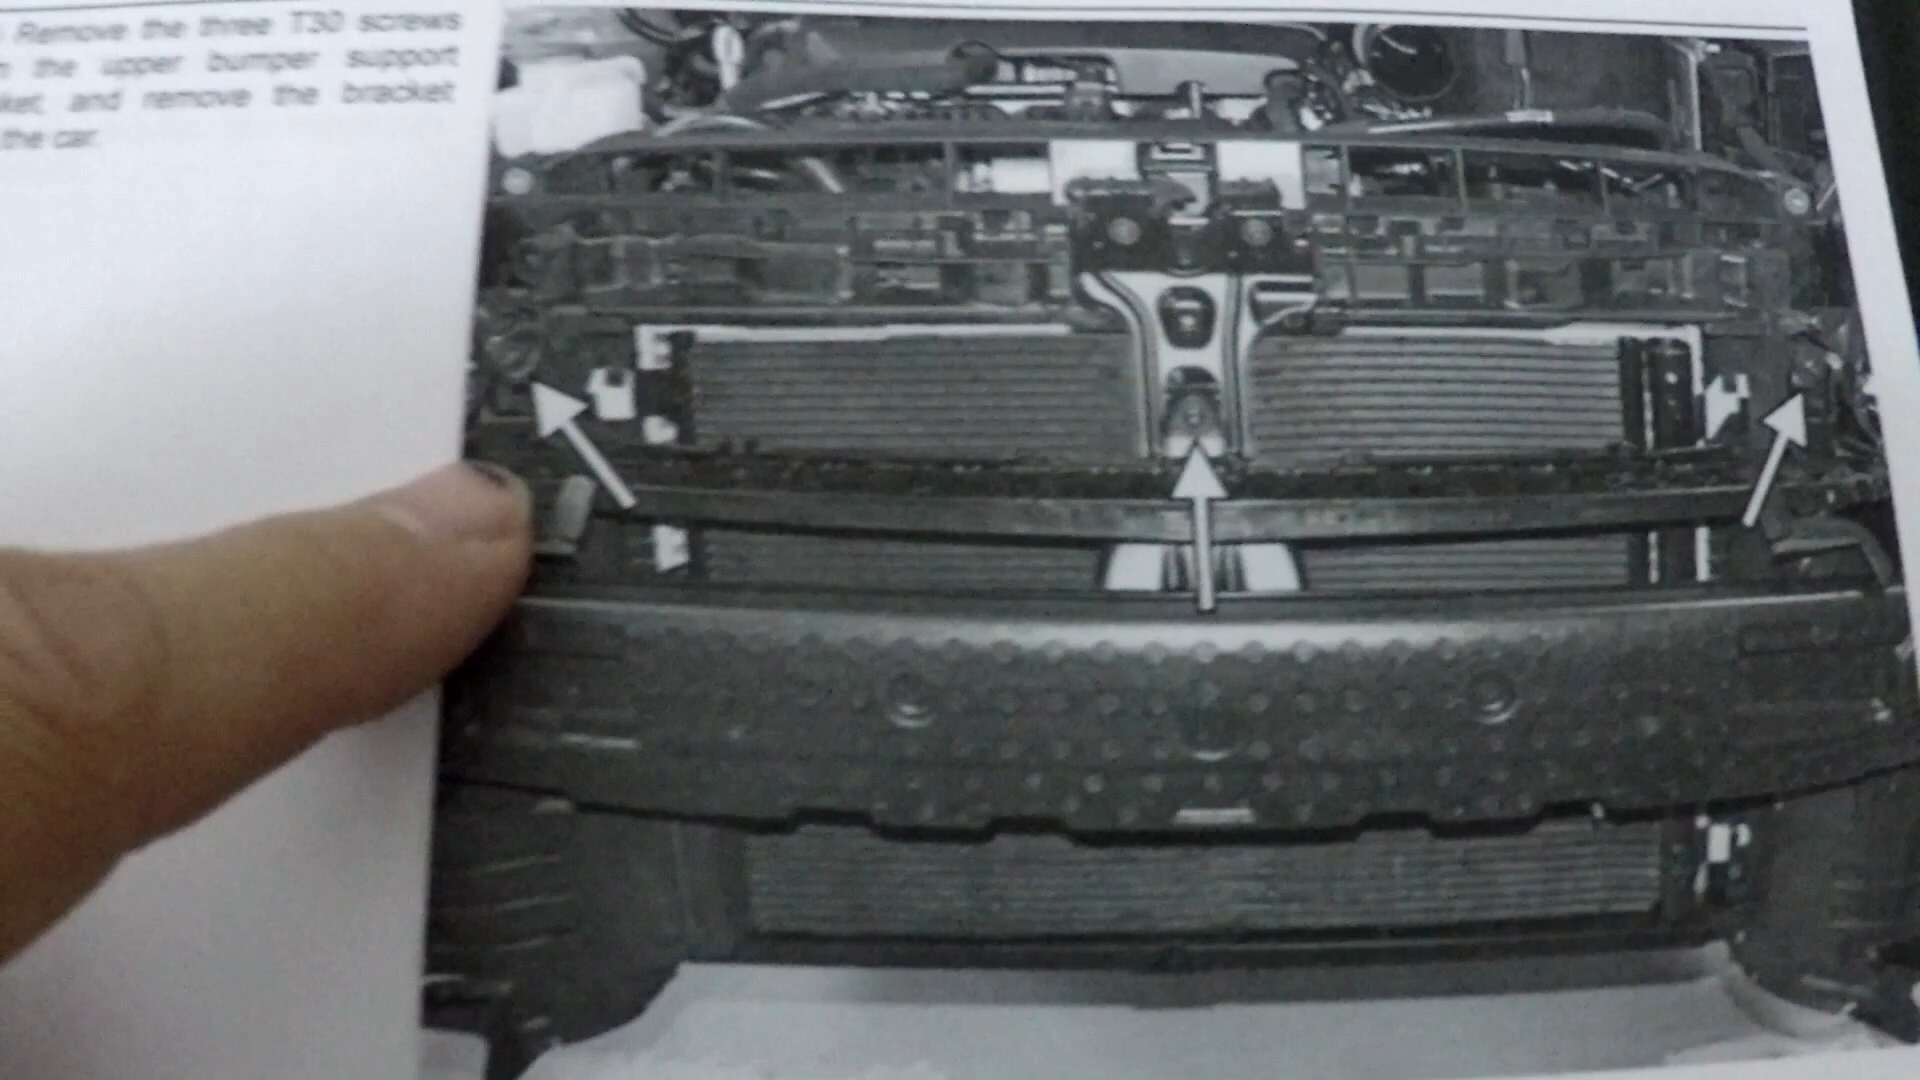 Remove the three T30 screws
the upper bumper support
and remove the bracket
the car.